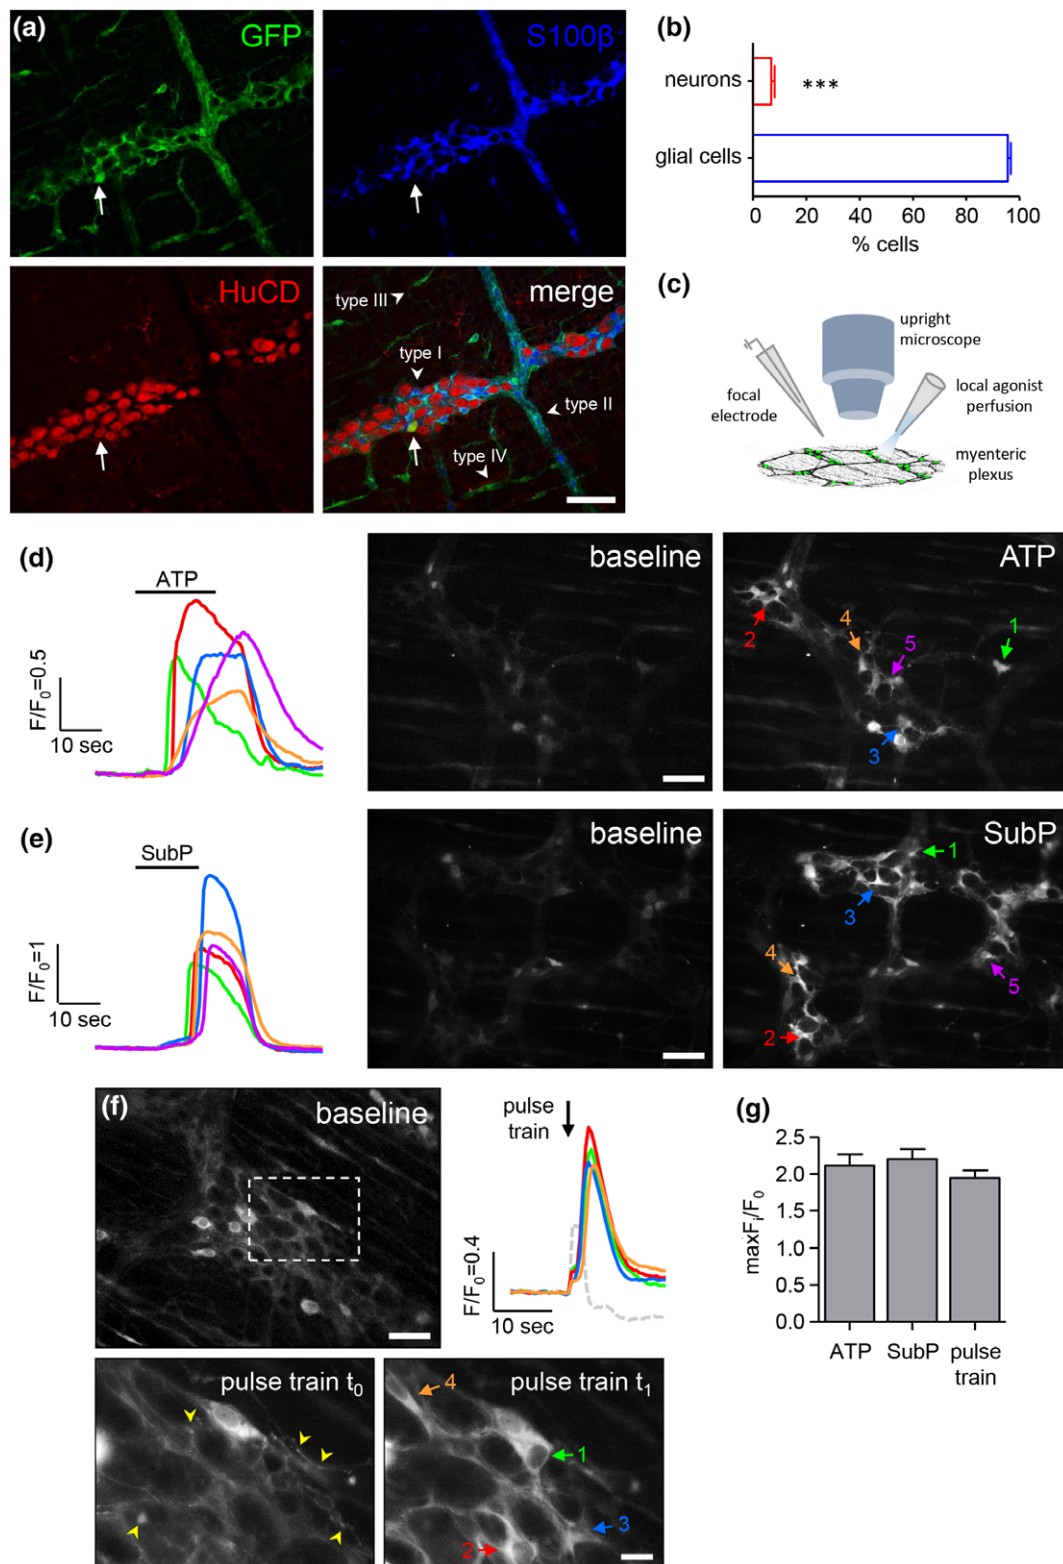 (a)
GFP
S100β
HuCD
merge
type III
type I
type II
type IV
(b)
neurons
***
glial cells
0 20 40 60 80 100
% cells
(c)
upright
microscope
focal
electrode
local agonist
perfusion
myenteric
plexus
(d)
ATP
F/F0=0.5
10 sec
baseline
ATP
1
2
3
4
5
(e)
SubP
F/F0=1
10 sec
baseline
SubP
1
2
3
4
5
(f)
baseline
pulse
train
F/F0=0.4
10 sec
pulse train t0
pulse train t1
1
2
3
4
(g)
maxFi/F0
2.5
2.0
1.5
1.0
0.5
0.0
ATP SubP pulse
train